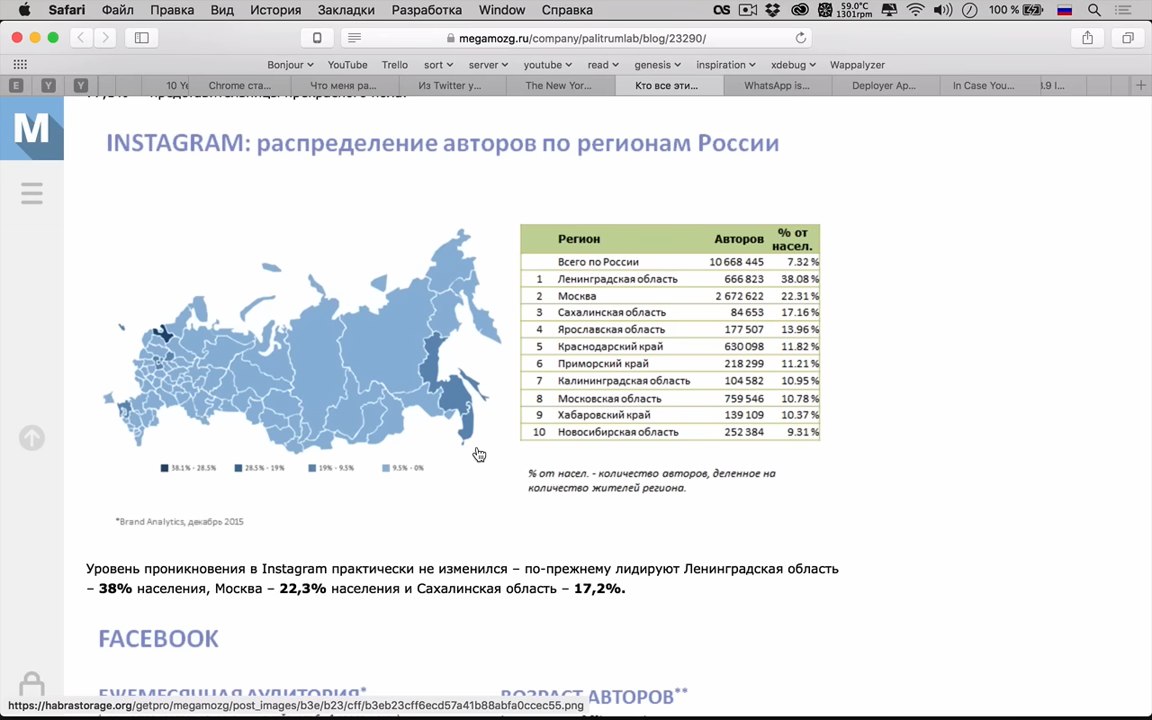 Safari Файл Правка Вид История Закладки Разработка Window Справка OS 59.0°C 1301rpm 100 %
megamozg.ru/company/palitrumlab/blog/23290/
Bonjour YouTube Trello sort server youtube read genesis inspiration xdebug Wappalyzer
E Y Y 10 Ye Chrome ста... Что меня ра... Из Twitter у... The New Yor... Кто все эти... WhatsApp is... Deployer Ap... In Case You...
M
INSTAGRAM: распределение авторов по регионам России
Регион Авторов % от насел.
Всего по России 10 668 445 7.32 %
1 Ленинградская область 666 823 38.08 %
2 Москва 2 672 622 22.31 %
3 Сахалинская область 84 653 17.16 %
4 Ярославская область 177 507 13.96 %
5 Краснодарский край 630 098 11.82 %
6 Приморский край 218 299 11.21 %
7 Калининградская область 104 582 10.95 %
8 Московская область 759 546 10.78 %
9 Хабаровский край 139 109 10.37 %
10 Новосибирская область 252 384 9.31 %
38.1% - 28.5% 28.5% - 19% 19% - 9.5% 9.5% - 0%
% от насел. - количество авторов, деленное на
количество жителей региона.
*Brand Analytics, декабрь 2015
Уровень проникновения в Instagram практически не изменился – по-прежнему лидируют Ленинградская область
– 38% населения, Москва – 22,3% населения и Сахалинская область – 17,2%.
FACEBOOK
ЕЖЕМЕСЯЧНАЯ АУДИТОРИЯ* ВОЗРАСТ АВТОРОВ**
https://habrastorage.org/getpro/megamozg/post_images/b3e/b23/cff/b3eb23cff6ecd57a41b88abfa0ccec55.png